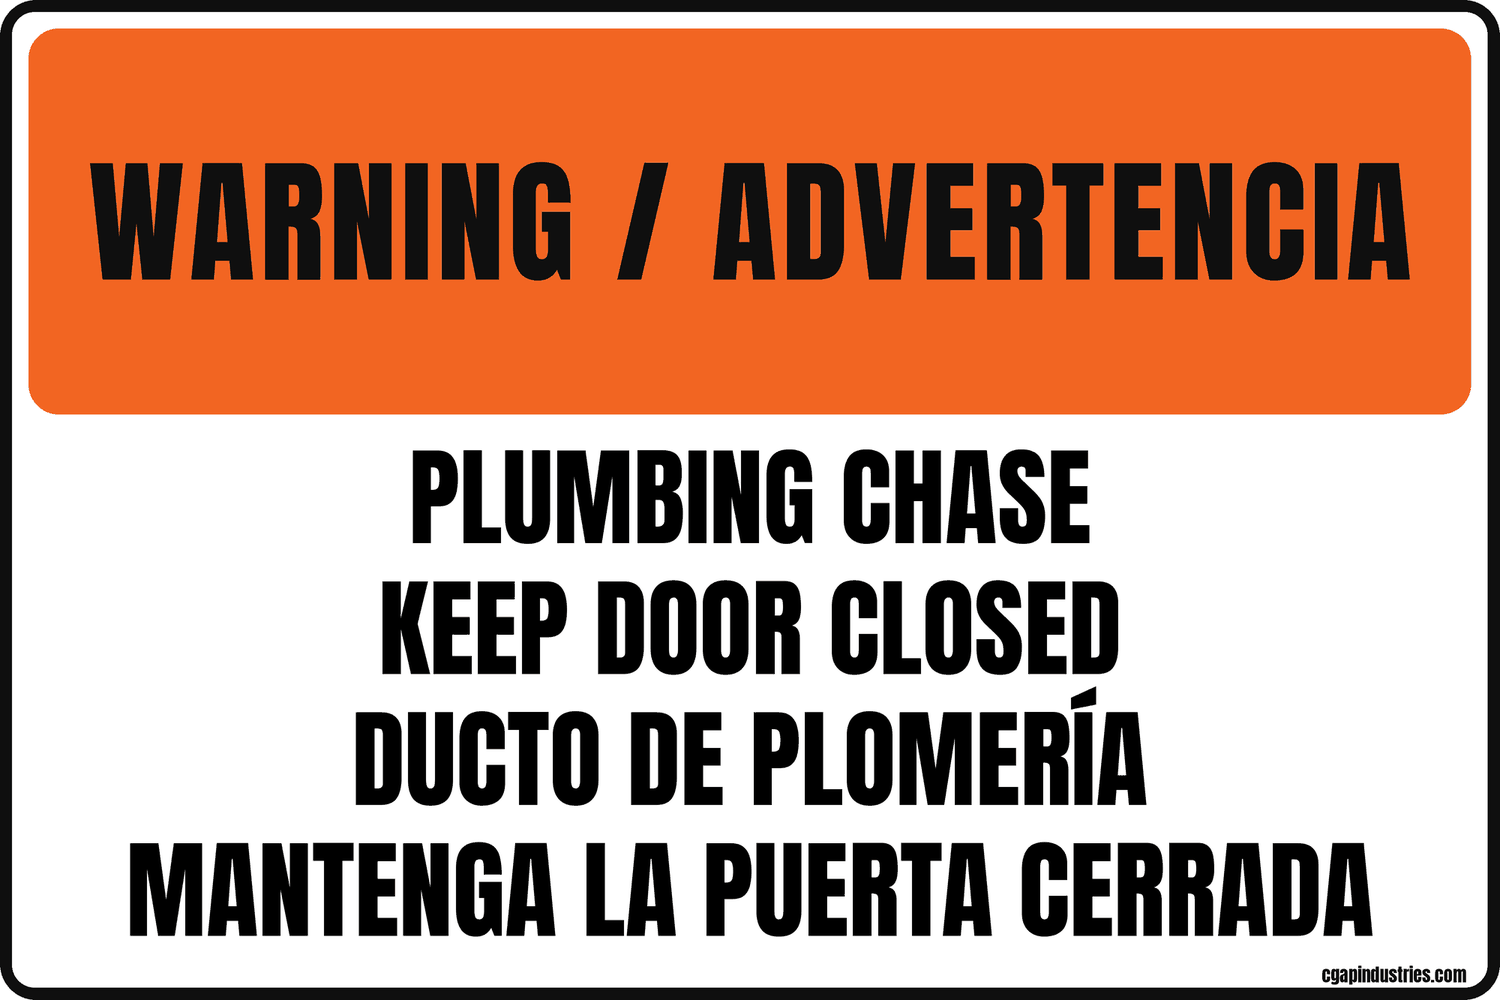 WARNING / ADVERTENCIA
PLUMBING CHASE
KEEP DOOR CLOSED
DUCTO DE PLOMERÍA
MANTENGA LA PUERTA CERRADA
cgapindustries.com